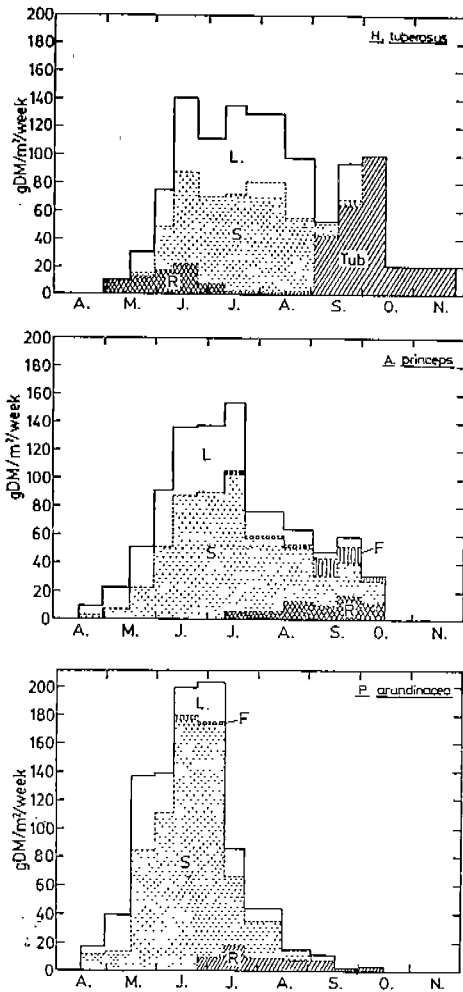 H. tuberosus
gDM/m²/week
200
180
160
140
120
100
80
60
40
20
0
L.
S
R
Tub
A. M. J. J. A. S. O. N.
A. princeps
gDM/m²/week
200
180
160
140
120
100
80
60
40
20
0
L
S
F
R
A. M. J. J. A. S. O. N.
P. arundinacea
gDM/m²/week
200
180
160
140
120
100
80
60
40
20
0
L.
F
S
R
A. M. J. J. A. S. O. N.